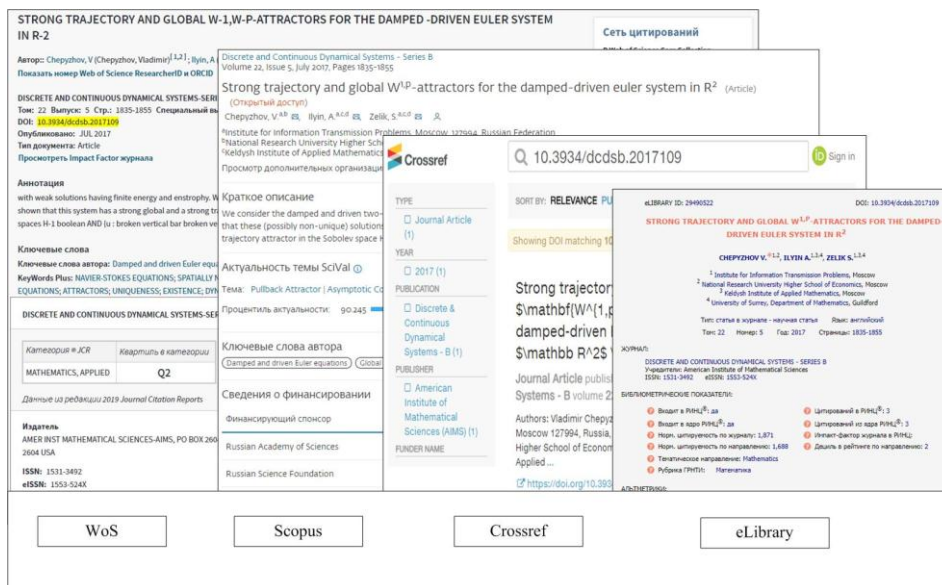 STRONG TRAJECTORY AND GLOBAL W-1,W-P-ATTRACTORS FOR THE DAMPED -DRIVEN EULER SYSTEM
IN R-2
Автор:: Chepyzhov, V (Chepyzhov, Vladimir)[ 1,2 ] ; Ilyin, A
Показать номер Web of Science ResearcherID и ORCID
DISCRETE AND CONTINUOUS DYNAMICAL SYSTEMS-SERI
Том: 22 Выпуск: 5 Стр.: 1835-1855 Специальный вы
DOI: 10.3934/dcdsb.2017109
Опубликовано: JUL 2017
Тип документа: Article
Просмотреть Impact Factor журнала
Аннотация
with weak solutions having finite energy and enstrophy. W
shown that this system has a strong global and a strong tra
spaces H-1 boolean AND {u : broken vertical bar broken ve
Ключевые слова
Ключевые слова автора: Damped and driven Euler equa
KeyWords Plus: NAVIER-STOKES EQUATIONS; SPATIALLY N
EQUATIONS; ATTRACTORS; UNIQUENESS; EXISTENCE; DYN
DISCRETE AND CONTINUOUS DYNAMICAL SYSTEMS-SER
Категория в JCR Квартиль в категории
MATHEMATICS, APPLIED Q2
Данные из редакции 2019 Journal Citation Reports
Издатель
AMER INST MATHEMATICAL SCIENCES-AIMS, PO BOX 260
2604 USA
ISSN: 1531-3492
eISSN: 1553-524X
Сеть цитирований
Discrete and Continuous Dynamical Systems - Series B
Volume 22, Issue 5, July 2017, Pages 1835-1855
Strong trajectory and global W1,p-attractors for the damped-driven euler system in R² (Article)
(Открытый доступ)
Chepyzhov, V.a,b Ilyin, A.a,c,d Zelik, S.a,c,d
aInstitute for Information Transmission Problems, Moscow, 127994, Russian Federation
bNational Research University Higher Sch
cKeldysh Institute of Applied Mathematics
Просмотр дополнительных организаци
Краткое описание
We consider the damped and driven two-
that these (possibly non-unique) solution
trajectory attractor in the Sobolev space H
Актуальность темы SciVal
Тема: Pullback Attractor | Asymptotic Co
Процентиль актуальности: 90.245
Ключевые слова автора
Damped and driven Euler equations Global
Сведения о финансировании
Финансирующий спонсор
Russian Academy of Sciences
Russian Science Foundation
Crossref
10.3934/dcdsb.2017109
iD Sign in
TYPE
Journal Article
(1)
YEAR
2017 (1)
PUBLICATION
Discrete &
Continuous
Dynamical
Systems - B (1)
PUBLISHER
American
Institute of
Mathematical
Sciences (AIMS) (1)
FUNDER NAME
SORT BY: RELEVANCE PU
Showing DOI matching 10
Strong trajector
$\mathbf{W^{1,p
damped-driven
$\mathbb R^2$
Journal Article publis
Systems - B volume 2
Authors: Vladimir Chepyz
Moscow 127994, Russia,
Higher School of Econom
Applied ...
https://doi.org/10.393
eLIBRARY ID: 29490522 DOI: 10.3934/dcdsb.2017109
STRONG TRAJECTORY AND GLOBAL W1,P-ATTRACTORS FOR THE DAMPED-
DRIVEN EULER SYSTEM IN R2
CHEPYZHOV V. 1,2, ILYIN A.1,3,4, ZELIK S.1,3,4
1 Institute for Information Transmission Problems, Moscow
2 National Research University Higher School of Economics, Moscow
3 Keldysh Institute of Applied Mathematics, Moscow
4 University of Surrey, Department of Mathematics, Guildford
Тип: статья в журнале - научная статья Язык: английский
Том: 22 Номер: 5 Год: 2017 Страницы: 1835-1855
ЖУРНАЛ:
DISCRETE AND CONTINUOUS DYNAMICAL SYSTEMS - SERIES B
Учредители: American Institute of Mathematical Sciences
ISSN: 1531-3492 eISSN: 1553-524X
БИБЛИОМЕТРИЧЕСКИЕ ПОКАЗАТЕЛИ:
Входит в РИНЦ®: да Цитирований в РИНЦ®: 3
Входит в ядро РИНЦ®: да Цитирований из ядра РИНЦ®: 3
Норм. цитируемость по журналу: 1,871 Импакт-фактор журнала в РИНЦ:
Норм. цитируемость по направлению: 1,688 Дециль в рейтинге по направлению: 2
Тематическое направление: Mathematics
Рубрика ГРНТИ: Математика
АЛЬТМЕТРИКИ:
WoS Scopus Crossref eLibrary